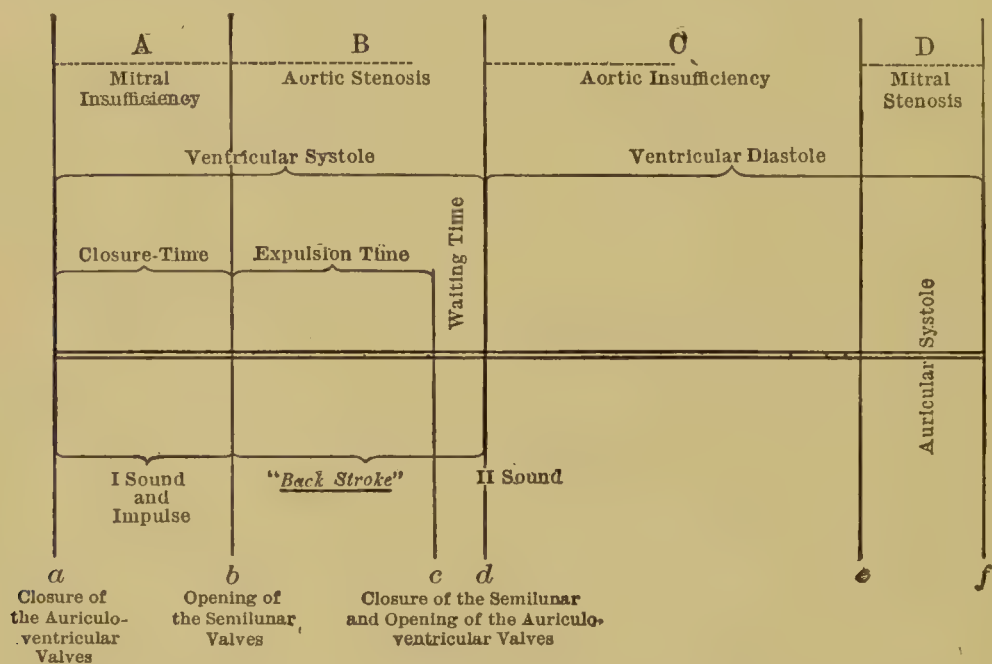 A B C D
Mitral Insufficiency
Aortic Stenosis
Aortic Insufficiency
Mitral Stenosis
Ventricular Systole
Ventricular Diastole
Closure-Time
Expulsion Time
Waiting Time
Auricular Systole
I Sound
and
Impulse
"Back Stroke"
II Sound
a b c d e f
Closure of
the Auriculo-
ventricular
Valves
Opening of
the Semilunar
Valves
Closure of the Semilunar
and Opening of the Auriculo-
ventricular Valves